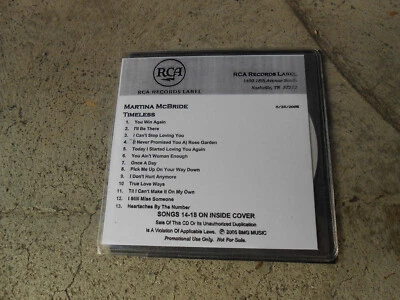 RCA
RCA RECORDS LABEL
RCA RECORDS LABEL
1400 18th Avenue South
Nashville, TN 37212
MARTINA MCBRIDE
TIMELESS
1. You Win Again
2. I'll Be There
3. I Can't Stop Loving You
4. (I Never Promised You A) Rose Garden
5. Today I Started Loving You Again
6. You Ain't Woman Enough
7. Once A Day
8. Pick Me Up On Your Way Down
9. I Don't Hurt Anymore
10. True Love Ways
11. Til I Can't Make It On My Own
12. I Still Miss Someone
13. Heartaches By The Number
SONGS 14-18 ON INSIDE COVER
Sale Of This CD Or Its Unauthorized Duplication
Is A Violation Of Applicable Laws. Ⓟ 2005 BMG MUSIC
Promotional Use Only. Not For Sale.